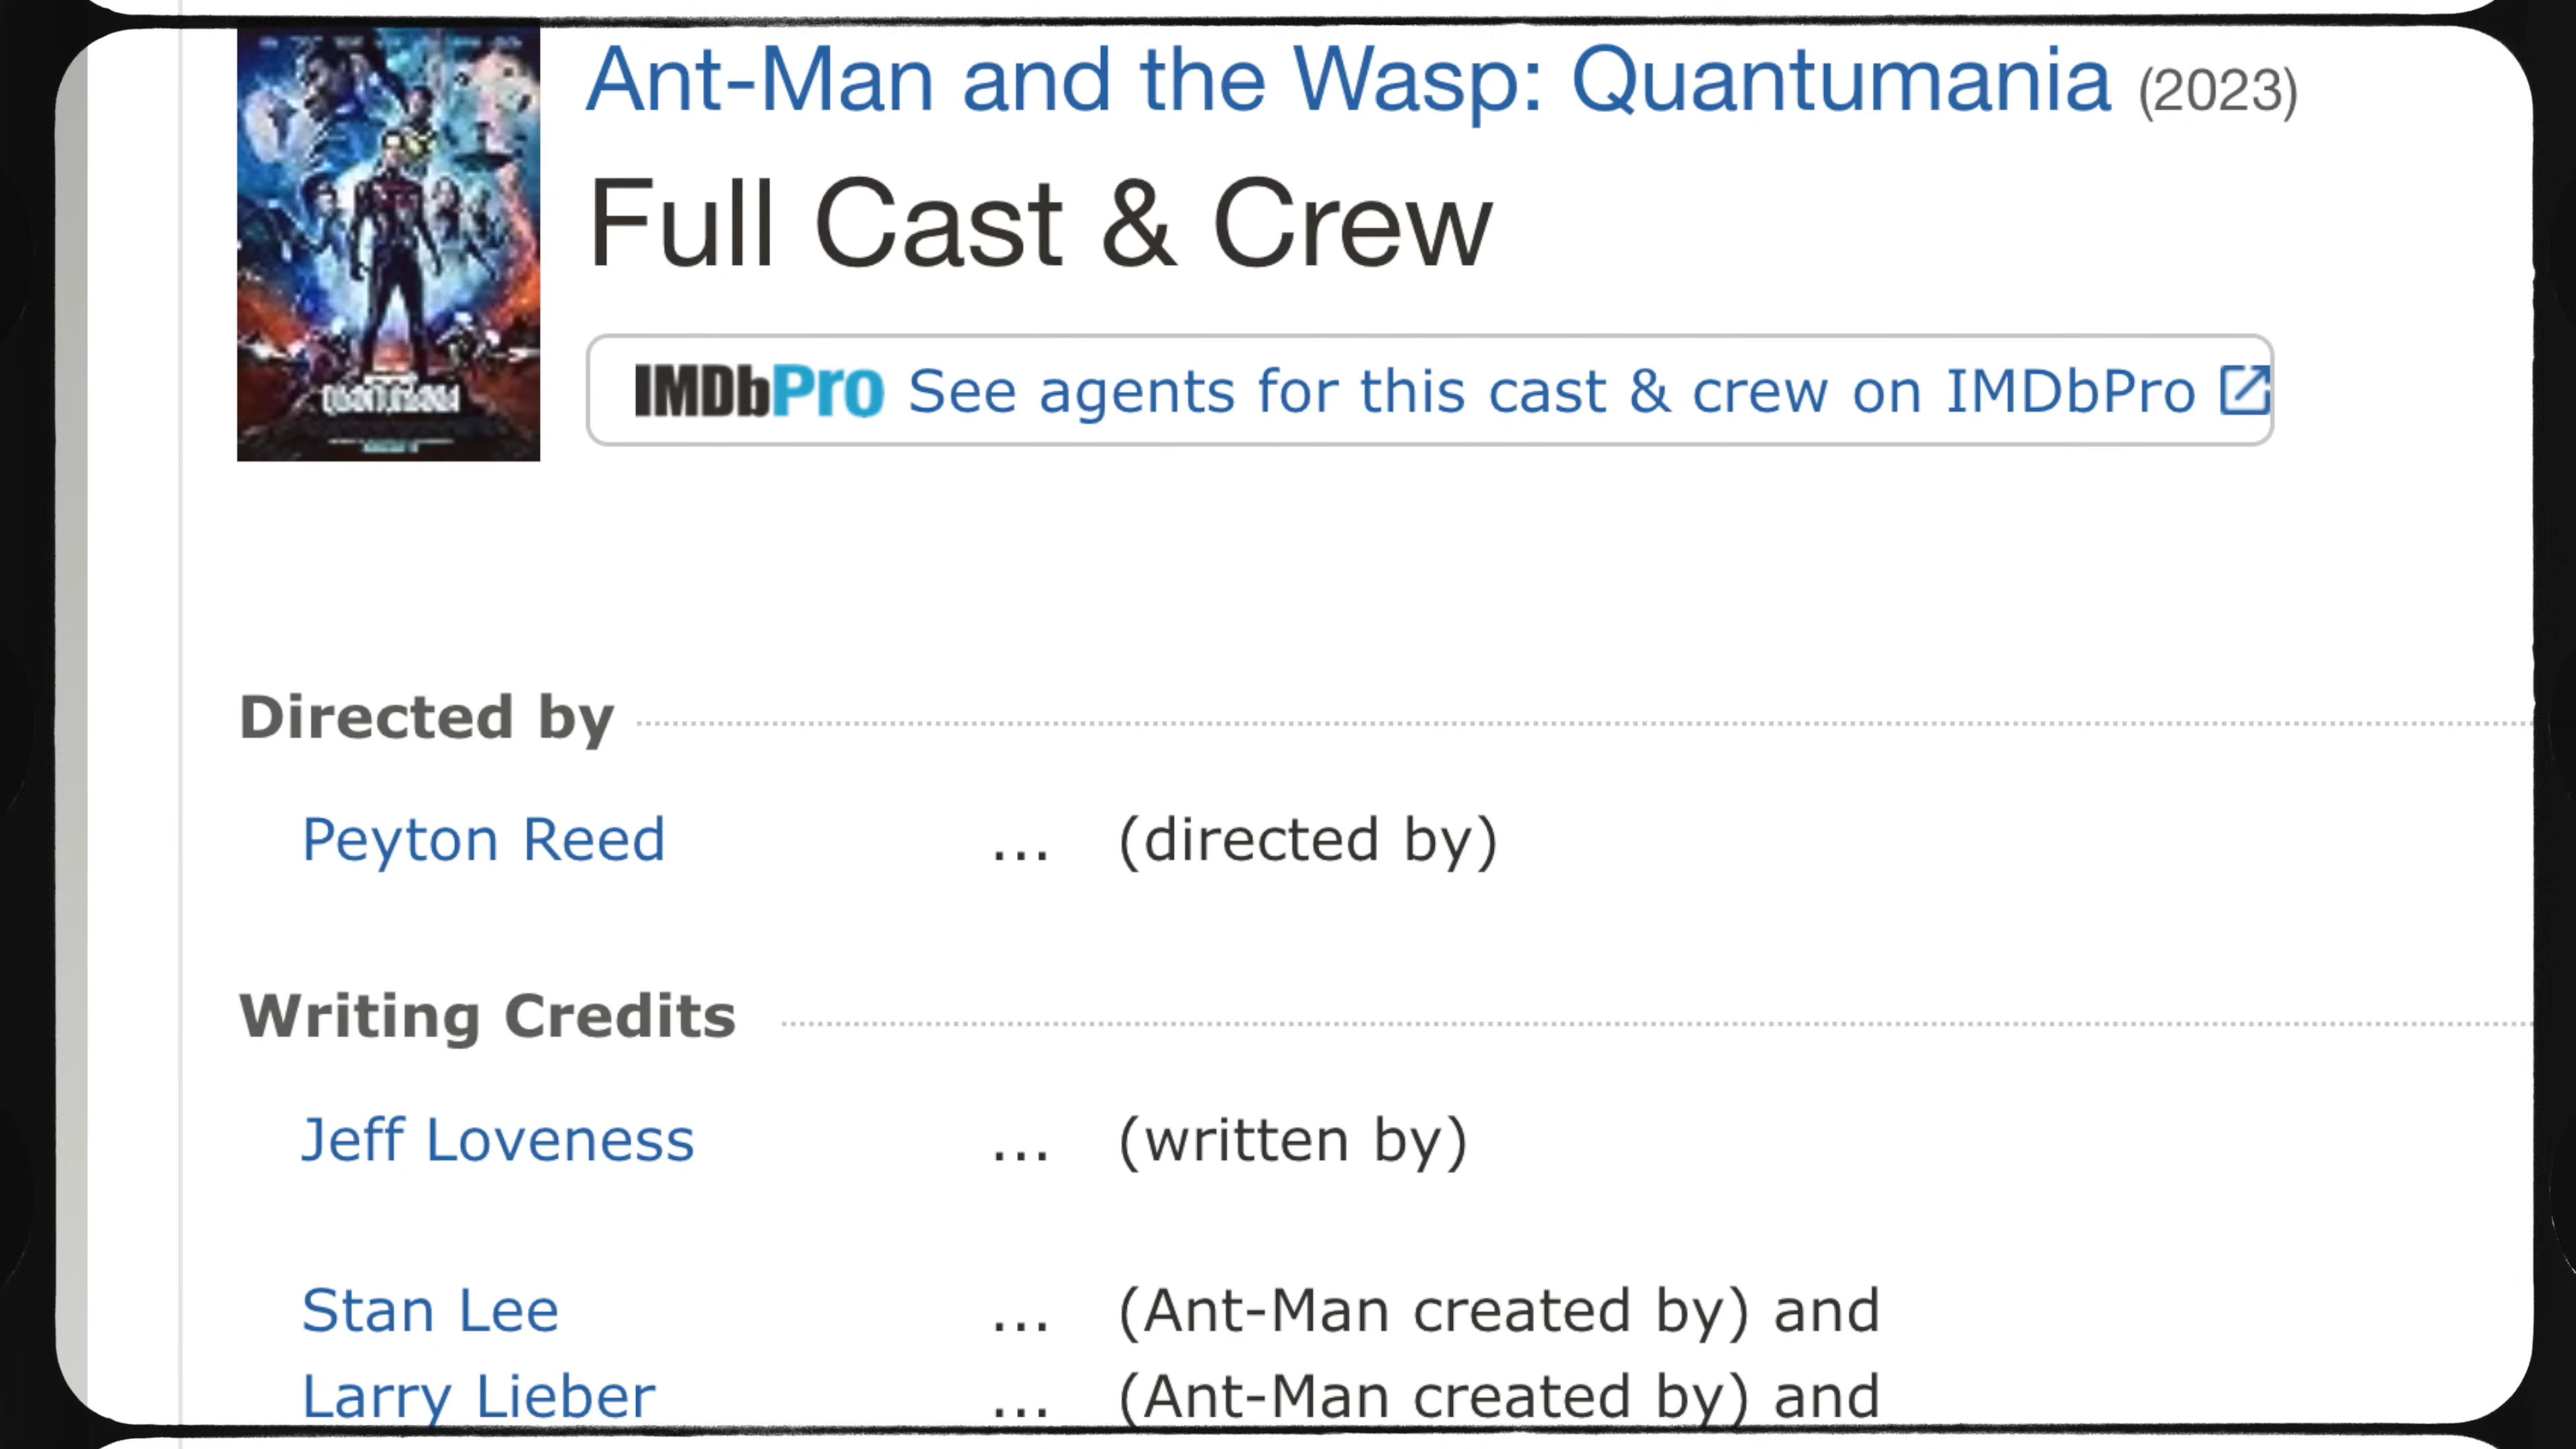 Ant-Man and the Wasp: Quantumania (2023)
Full Cast & Crew
IMDbPro See agents for this cast & crew on IMDbPro
QUANTUMANIA
Directed by
Peyton Reed ... (directed by)
Writing Credits
Jeff Loveness ... (written by)
Stan Lee ... (Ant-Man created by) and
Larry Lieber ... (Ant-Man created by) and